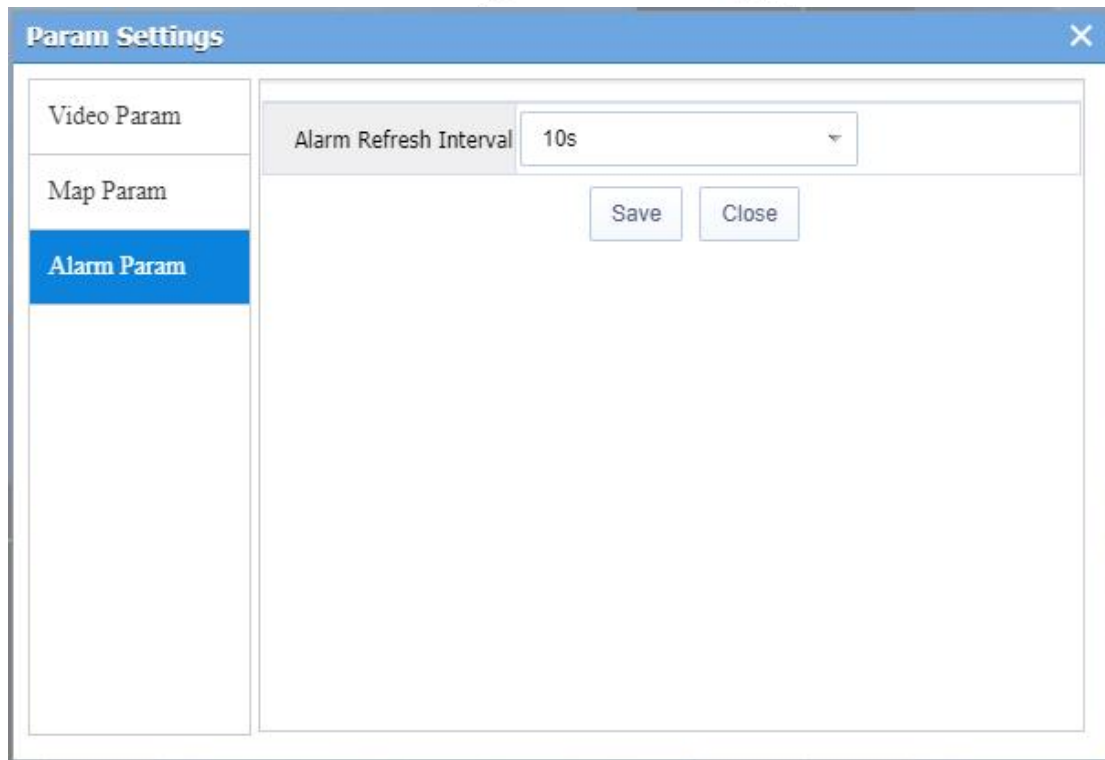 Param Settings
Video Param
Map Param
Alarm Param
Alarm Refresh Interval 10s
Save Close